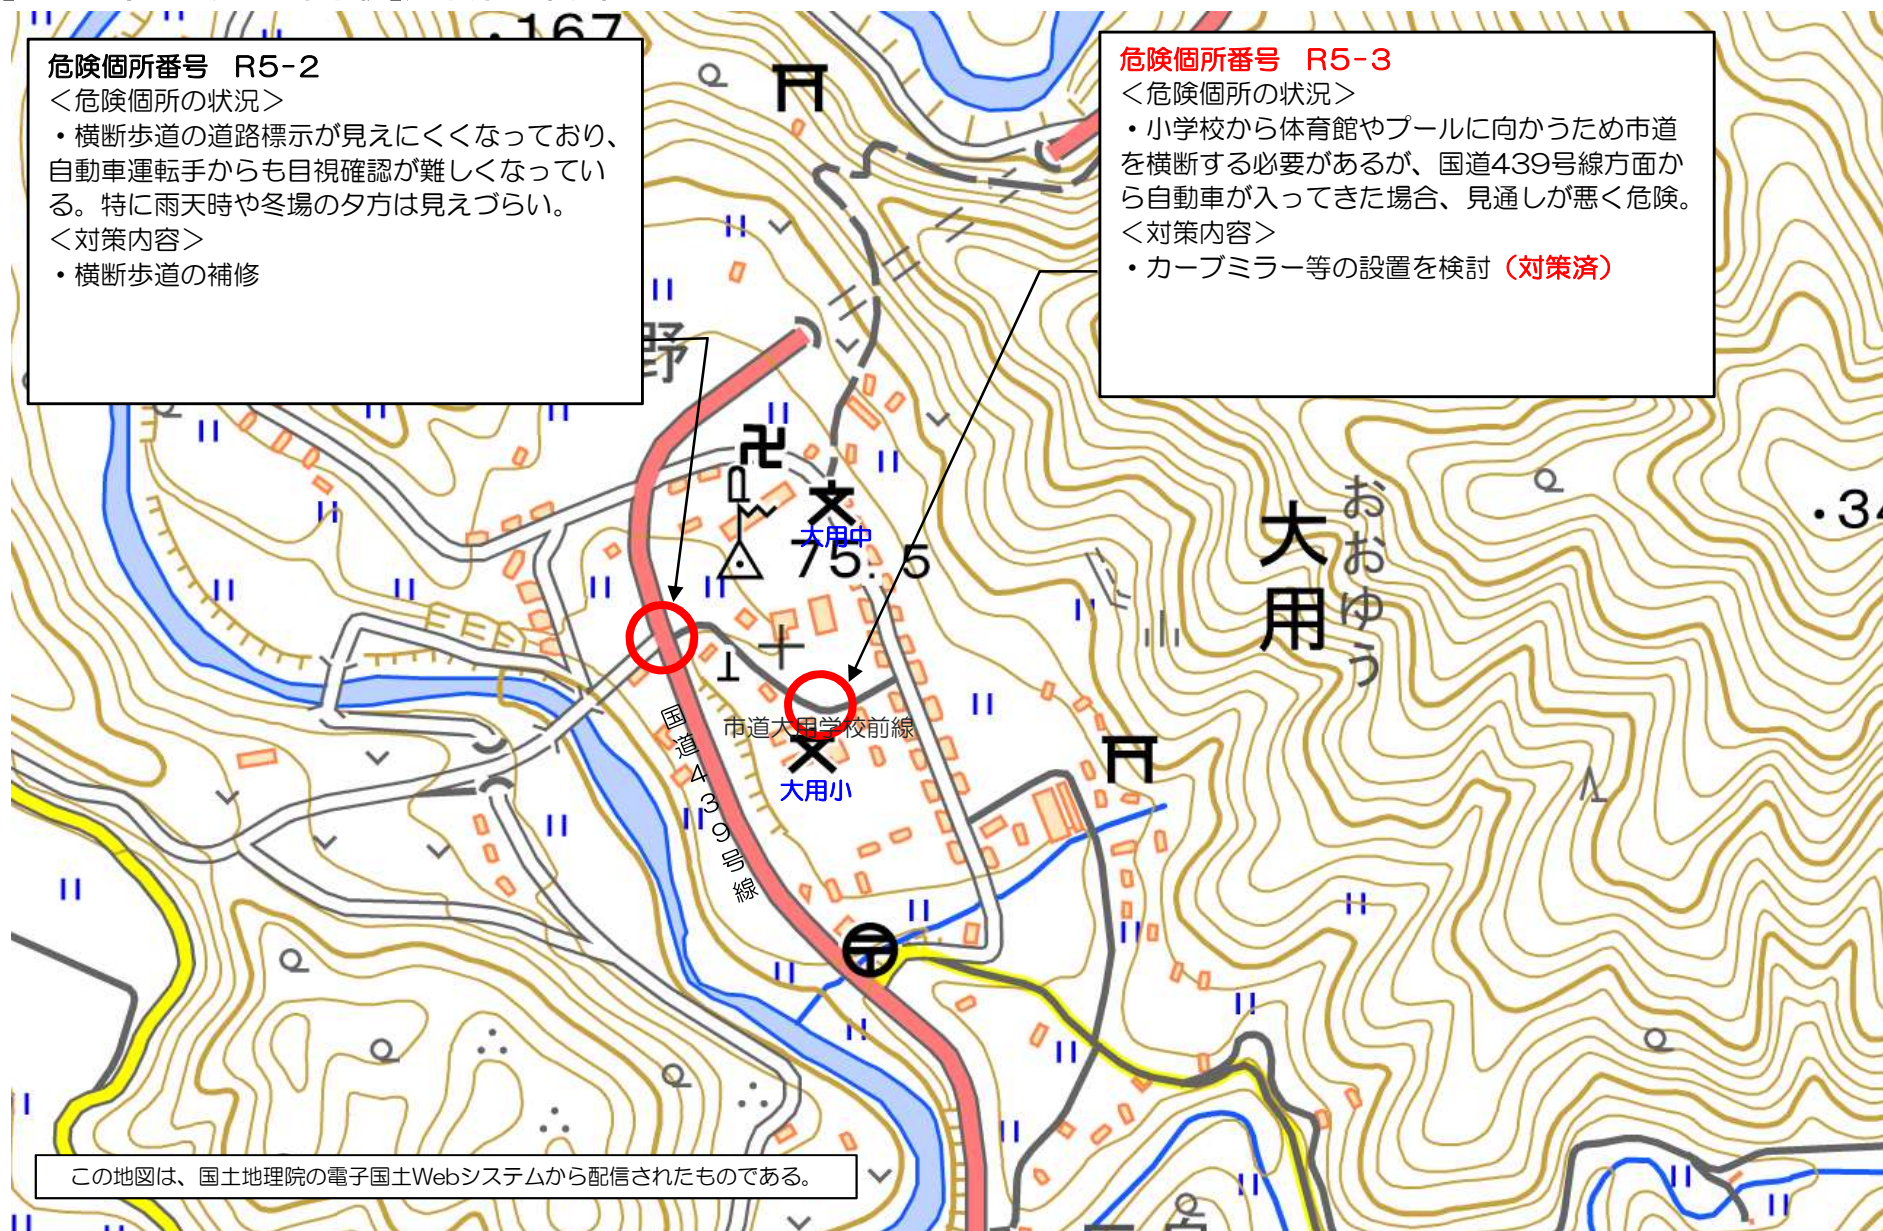 ・167
危険個所番号　R5-2
＜危険個所の状況＞
・横断歩道の道路標示が見えにくくなっており、
自動車運転手からも目視確認が難しくなってい
る。特に雨天時や冬場の夕方は見えづらい。
＜対策内容＞
・横断歩道の補修
危険個所番号　R5-3
＜危険個所の状況＞
・小学校から体育館やプールに向かうため市道
を横断する必要があるが、国道439号線方面か
ら自動車が入ってきた場合、見通しが悪く危険。
＜対策内容＞
・カーブミラー等の設置を検討（対策済）
野
大用中
75.5
大用
おおゆう
・34
国道439号線
市道大用学校前線
大用小
この地図は、国土地理院の電子国土Webシステムから配信されたものである。